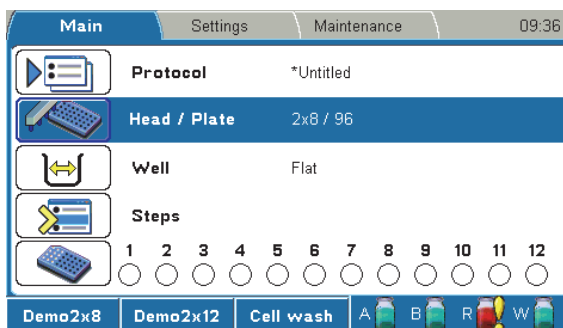 Main Settings Maintenance 09:36
Protocol *Untitled
Head / Plate 2x8 / 96
Well Flat
Steps
1 2 3 4 5 6 7 8 9 10 11 12
Demo2x8 Demo2x12 Cell wash A B R W